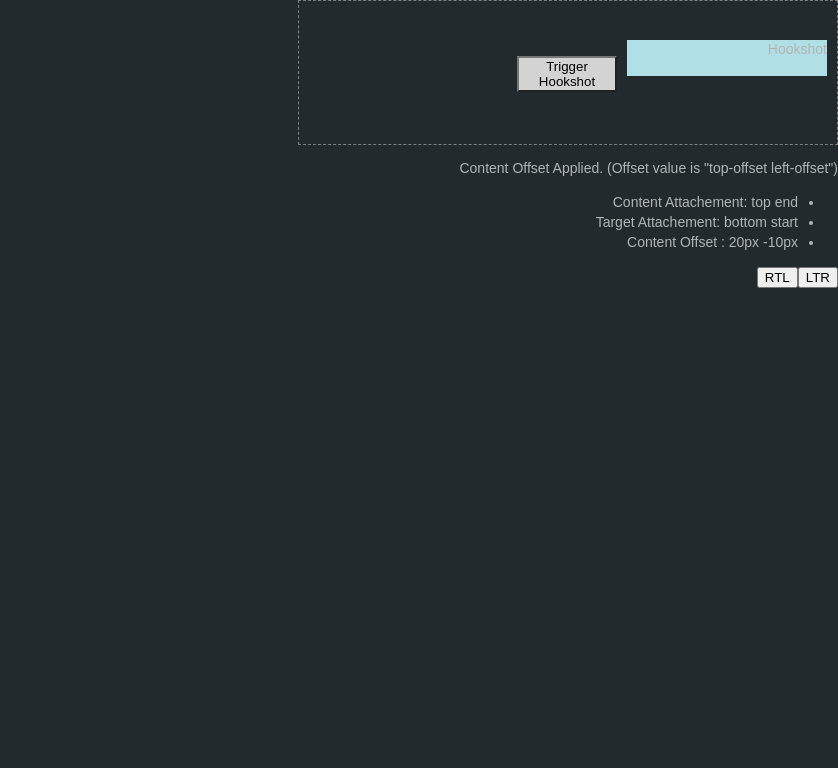 Hookshot
Trigger
Hookshot
Content Offset Applied. (Offset value is "top-offset left-offset")
Content Attachement: top end
Target Attachement: bottom start
Content Offset : 20px -10px
RTL LTR